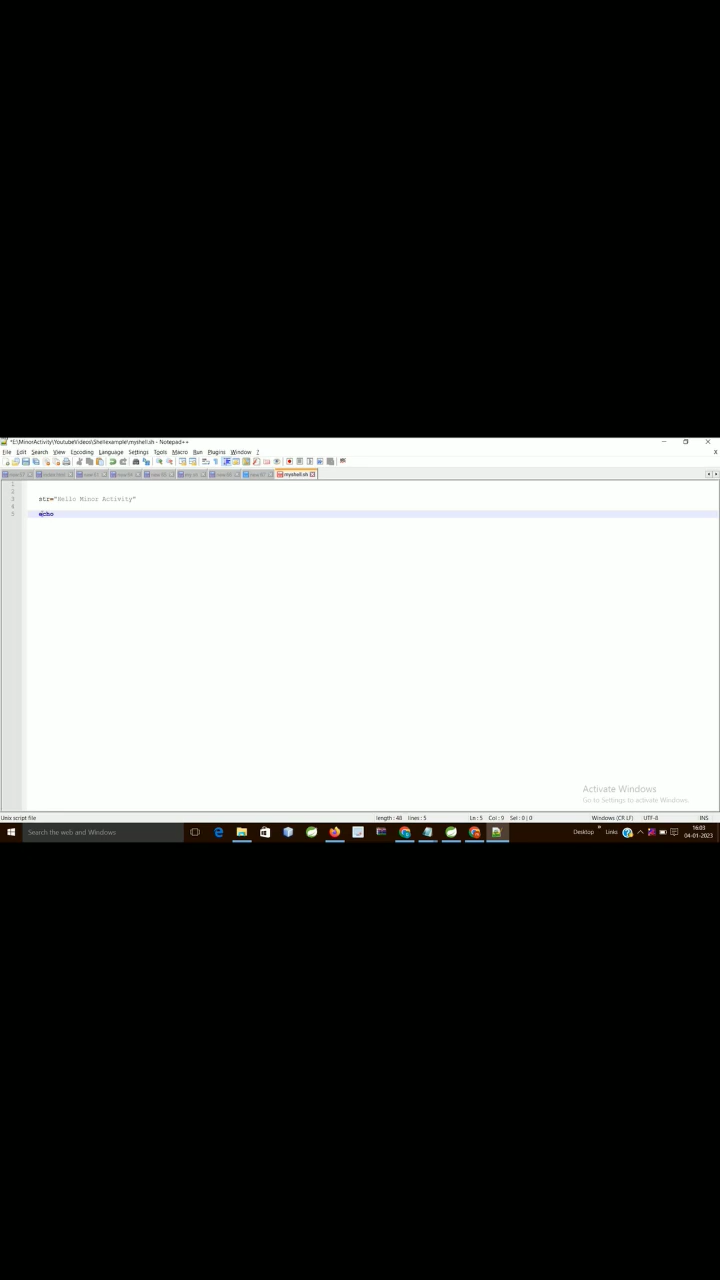 *E:\MinorActivity\YoutubeVideos\Shellexample\myshell.sh - Notepad++
File Edit Search View Encoding Language Settings Tools Macro Run Plugins Window ?
X
myshell.sh
1
2
3 str="Hello Minor Activity"
4
5 echo
Activate Windows
Go to Settings to activate Windows.
Unix script file length : 48 lines : 5 Ln : 5 Col : 9 Sel : 0 | 0 Windows (CR LF) UTF-8 INS
Search the web and Windows Desktop » Links 16:03
04-01-2023